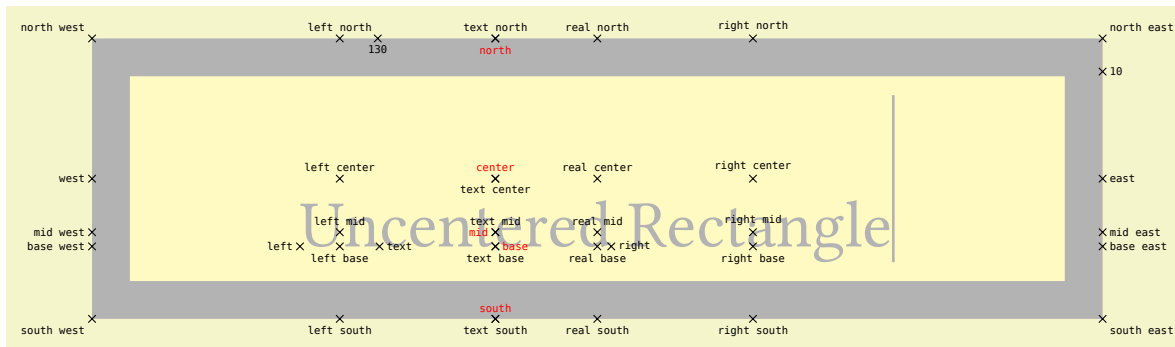 north west left north text north real north right north north east
130 north
10
left center center real center right center
west east
text center
left mid text mid real mid right mid
Uncentered Rectangle
mid west mid mid east
base west left text base right base east
left base text base real base right base
south
south west left south text south real south right south south east